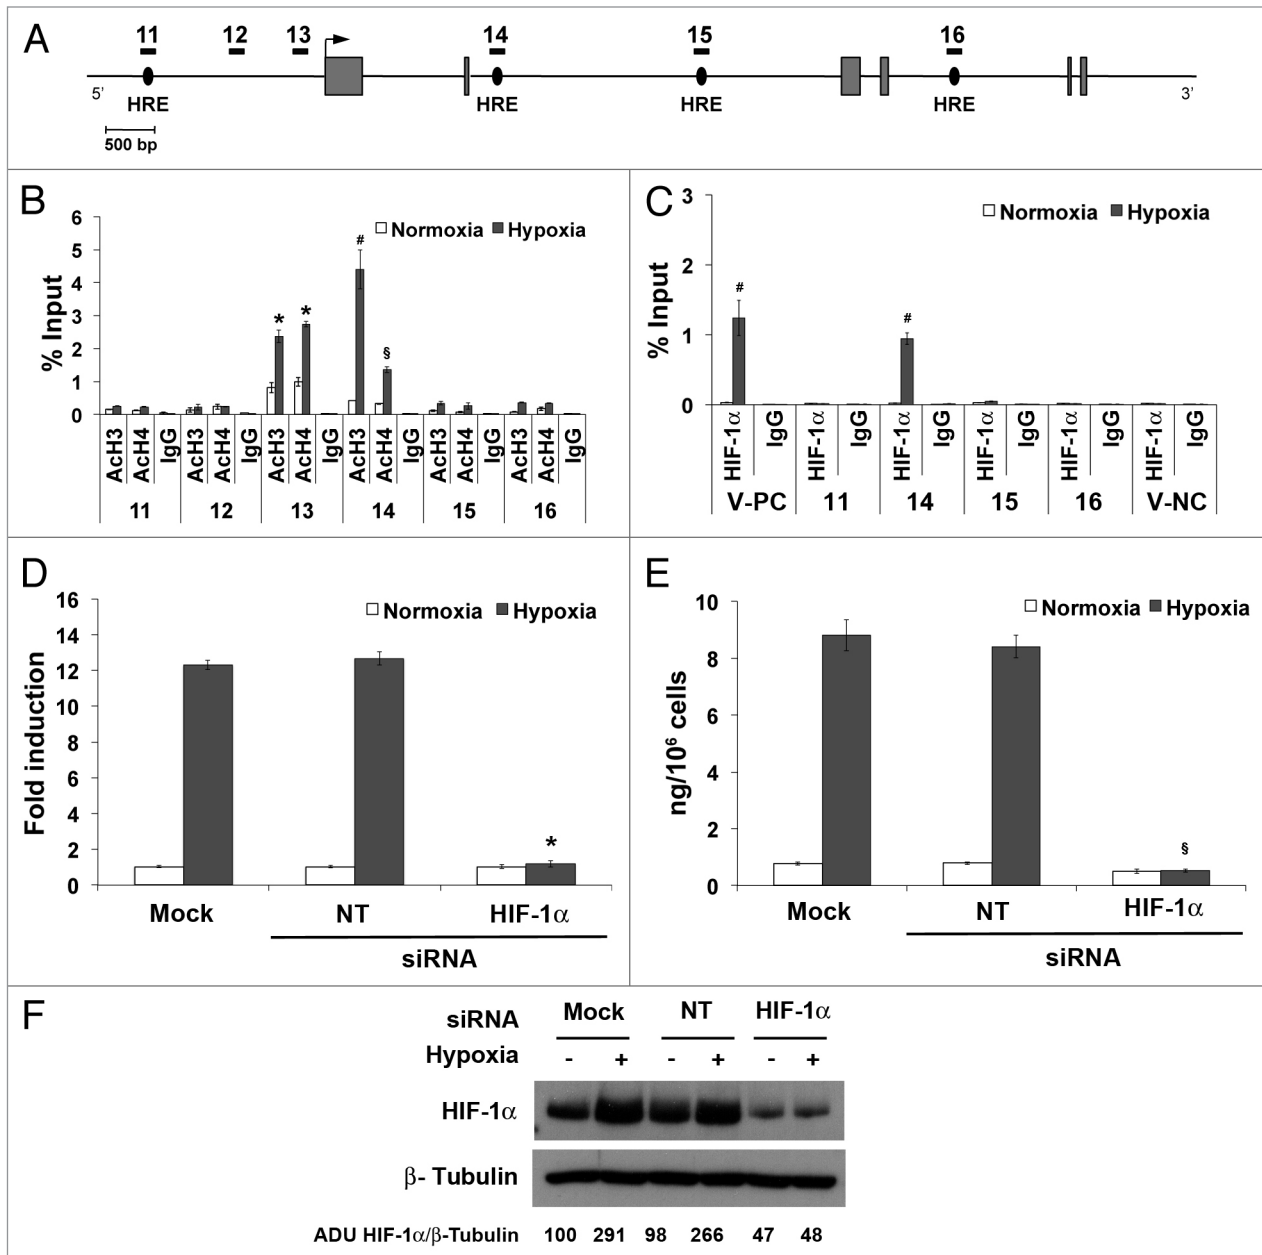 A
11 12 13 14 15 16
5’ HRE HRE HRE HRE 3’
500 bp
B
Normoxia Hypoxia
% Input
6
5
4
3
2
1
0
* * # §
AcH3 AcH4 IgG AcH3 AcH4 IgG AcH3 AcH4 IgG AcH3 AcH4 IgG AcH3 AcH4 IgG AcH3 AcH4 IgG
11 12 13 14 15 16
C
Normoxia Hypoxia
% Input
3
2
1
0
# #
HIF-1α IgG HIF-1α IgG HIF-1α IgG HIF-1α IgG HIF-1α IgG HIF-1α IgG
V-PC 11 14 15 16 V-NC
D
Normoxia Hypoxia
Fold induction
16
14
12
10
8
6
4
2
0
*
Mock NT HIF-1α
siRNA
E
Normoxia Hypoxia
ng/10⁶ cells
10
8
6
4
2
0
§
Mock NT HIF-1α
siRNA
F
siRNA Mock NT HIF-1α
Hypoxia - + - + - +
HIF-1α
β- Tubulin
ADU HIF-1α/β-Tubulin 100 291 98 266 47 48